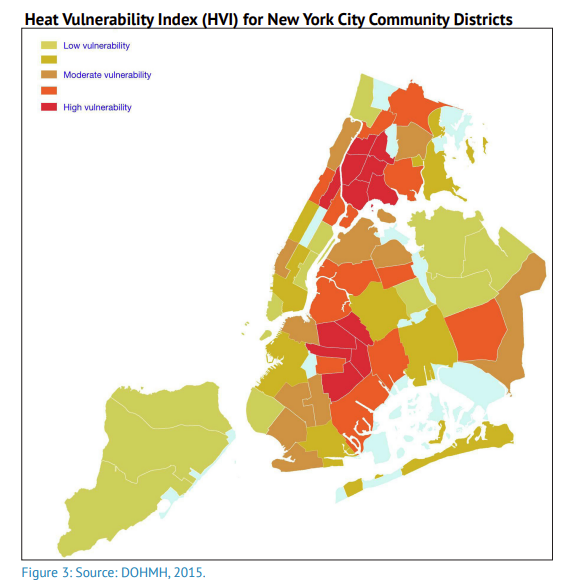 Heat Vulnerability Index (HVI) for New York City Community Districts
Low vulnerability
Moderate vulnerability
High vulnerability
Figure 3: Source: DOHMH, 2015.